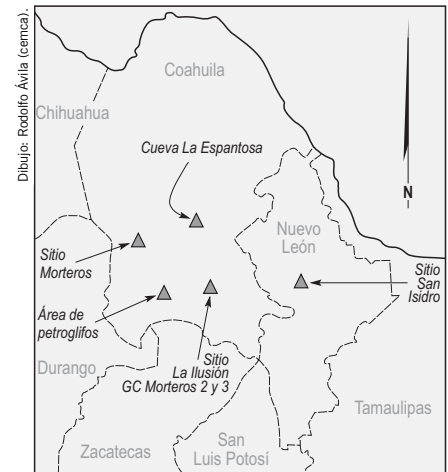 Dibujo: Rodolfo Ávila (cemca).
Coahuila
Chihuahua
Cueva La Espantosa
N
Nuevo
León
Sitio
Morteros
Sitio
San
Isidro
Área de
petroglifos
Sitio
La Ilusión
GC Morteros 2 y 3
Durango
Tamaulipas
Zacatecas
San
Luis Potosí